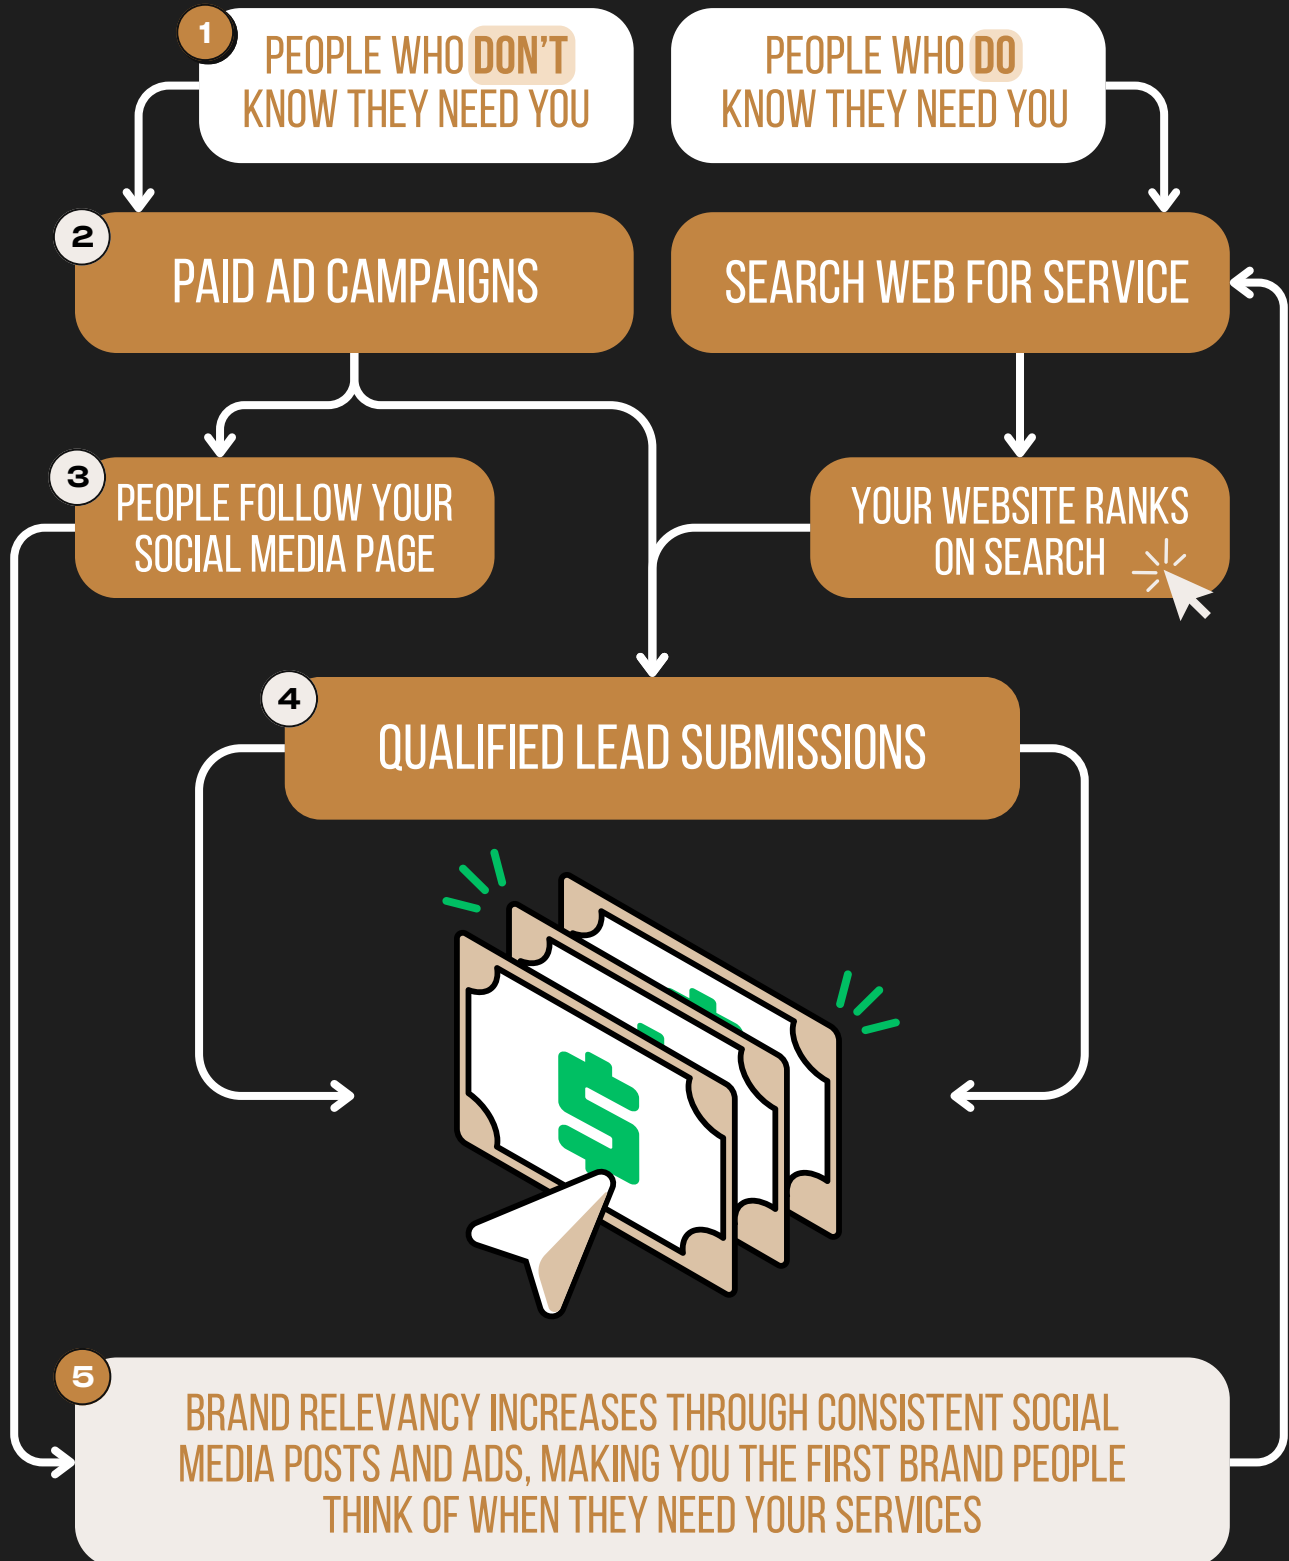 1
PEOPLE WHO DON'T
KNOW THEY NEED YOU
PEOPLE WHO DO
KNOW THEY NEED YOU
2
PAID AD CAMPAIGNS
SEARCH WEB FOR SERVICE
3
PEOPLE FOLLOW YOUR
SOCIAL MEDIA PAGE
YOUR WEBSITE RANKS
ON SEARCH
4
QUALIFIED LEAD SUBMISSIONS
$
5
BRAND RELEVANCY INCREASES THROUGH CONSISTENT SOCIAL
MEDIA POSTS AND ADS, MAKING YOU THE FIRST BRAND PEOPLE
THINK OF WHEN THEY NEED YOUR SERVICES